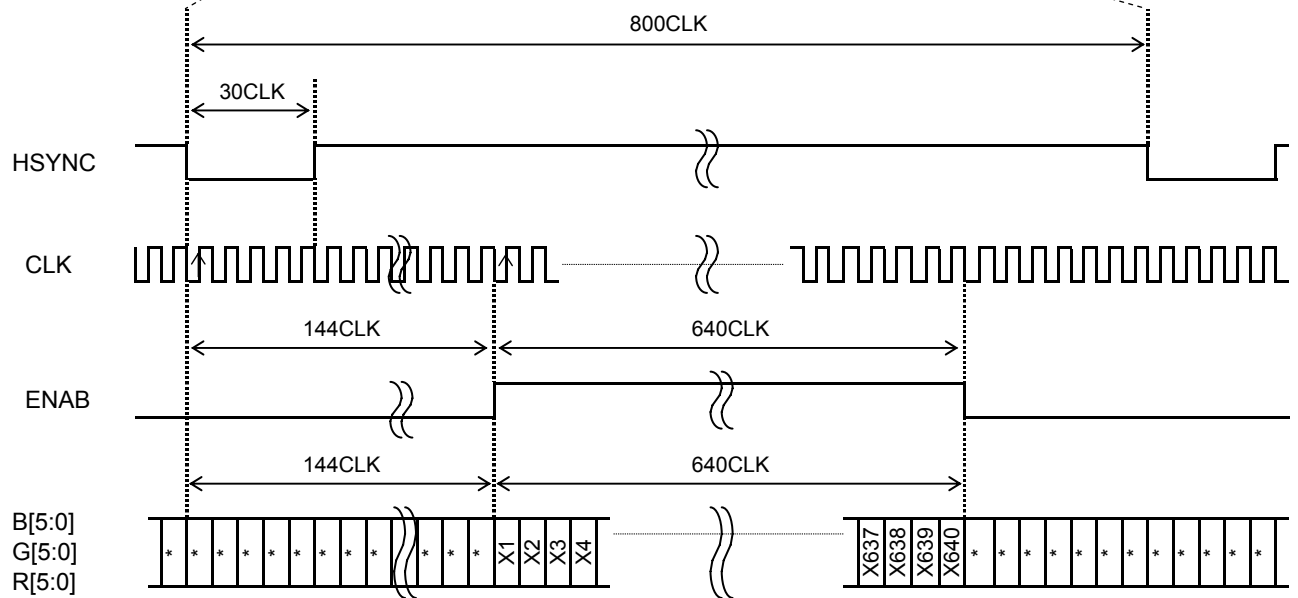 800CLK
30CLK
HSYNC
CLK
144CLK 640CLK
ENAB
144CLK 640CLK
B[5:0]
G[5:0] * * * * * * * * * * * * X1 X2 X3 X4 X637 X638 X639 X640 * * * * * * * * * * * *
R[5:0]